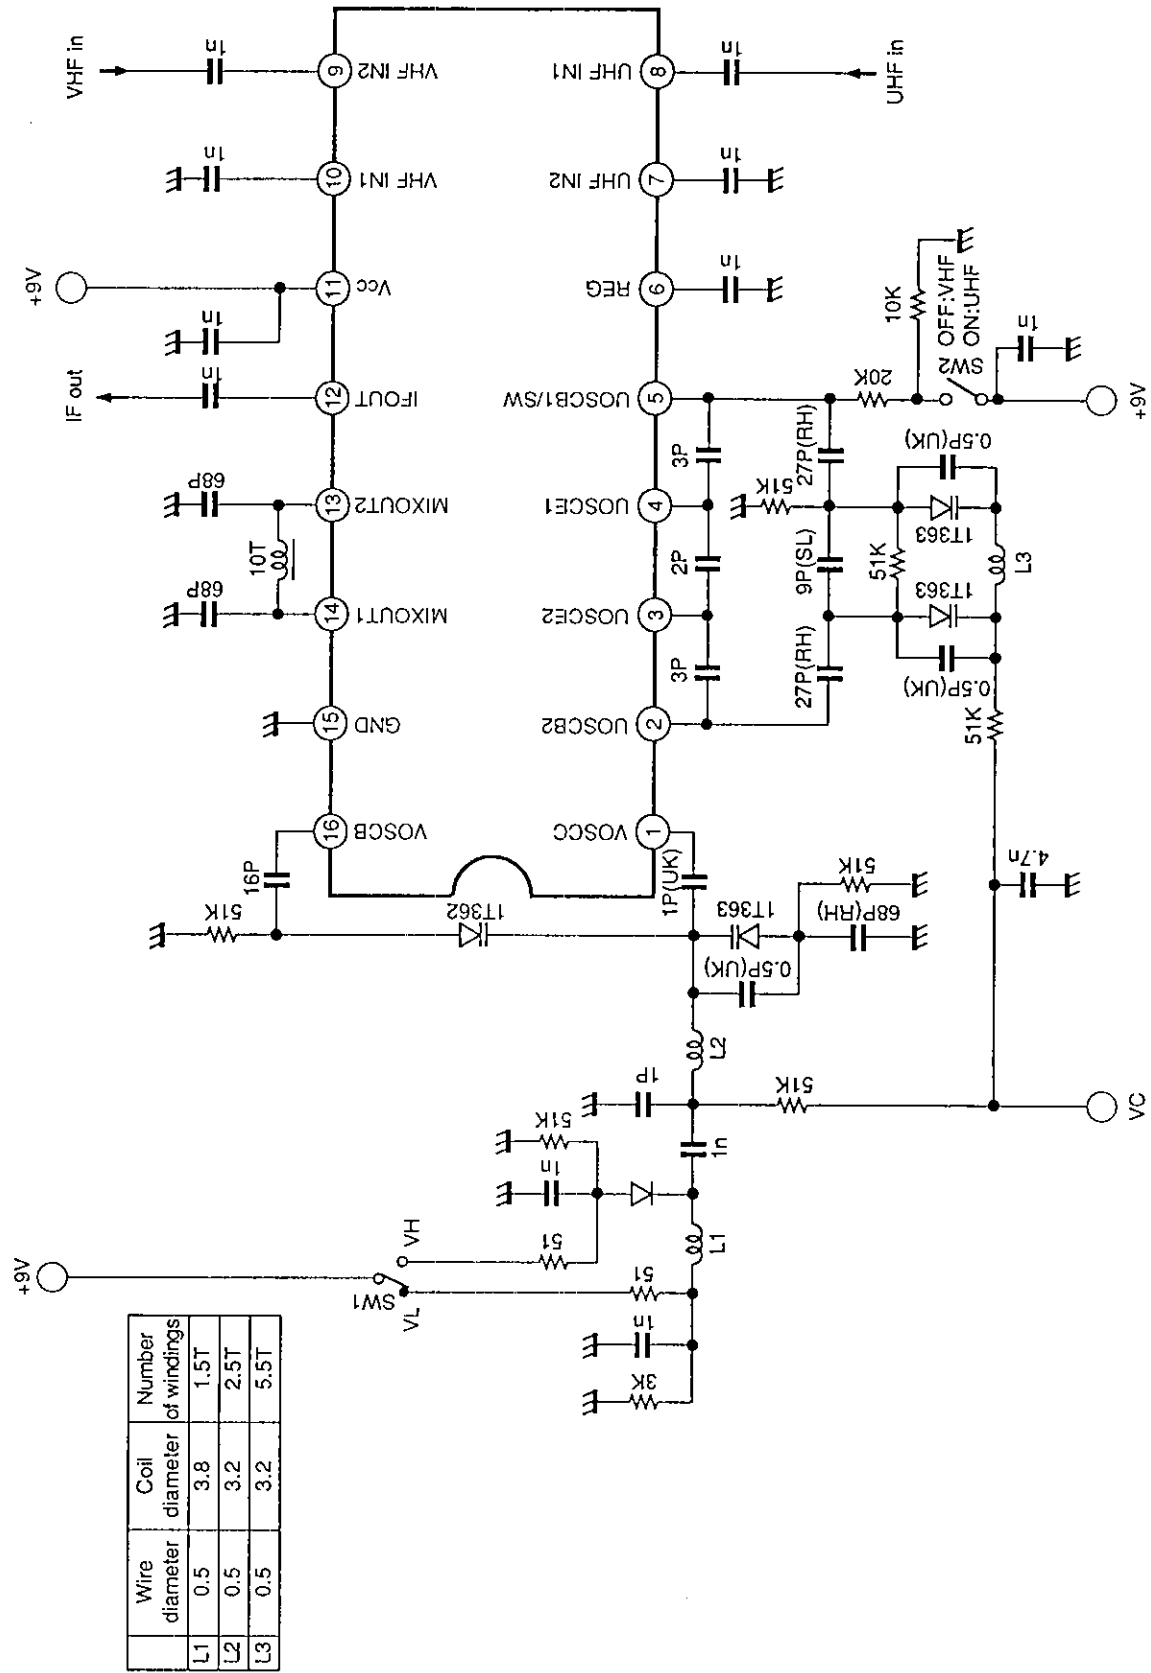 Wire diameter Coil diameter Number of windings
L1 0.5 3.8 1.5T
L2 0.5 3.2 2.5T
L3 0.5 3.2 5.5T
+9V
IF out
+9V
VHF in
68P
68P
10T
1n
1n
1n
1n
51K
16P
16
15
14
13
12
11
10
9
VOSCB
GND
MIXOUT1
MIXOUT2
IFOUT
Vcc
VHF IN1
VHF IN2
SW1
VL
VH
1T362
VOSCC
UOSCB2
UOSCE2
UOSCE1
UOSCB1/SW
REG
UHF IN2
UHF IN1
1
2
3
4
5
6
7
8
51
1n
51K
3K
1n
51
1P
1P(UK)
3P
2P
3P
1n
1n
1n
L1
1n
L2
0.5P(UK)
1T363
51K
51K
68P(RH)
51K
27P(RH)
9P(SL)
27P(RH)
20K
10K
UHF in
51K
0.5P(UK)
1T363
1T363
0.5P(UK)
SW2
OFF:VHF
ON:UHF
1n
51K
L3
4.7n
VC
+9V